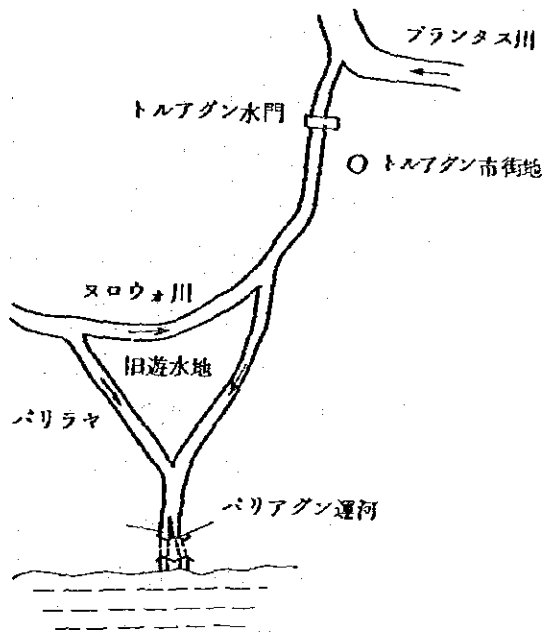 ブランタス川
トルアグン水門
トルアグン市街地
ヌロウォ川
旧遊水地
パリラヤ
パリアグン運河